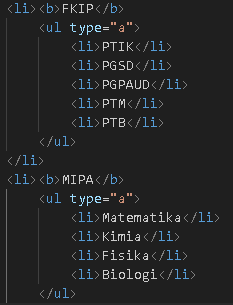 <li><b>FKIP</b>
<ul type="a">
<li>PTIK</li>
<li>PGSD</li>
<li>PGPAUD</li>
<li>PTM</li>
<li>PTB</li>
</ul>
</li>
<li><b>MIPA</b>
<ul type="a">
<li>Matematika</li>
<li>Kimia</li>
<li>Fisika</li>
<li>Biologi</li>
</ul>